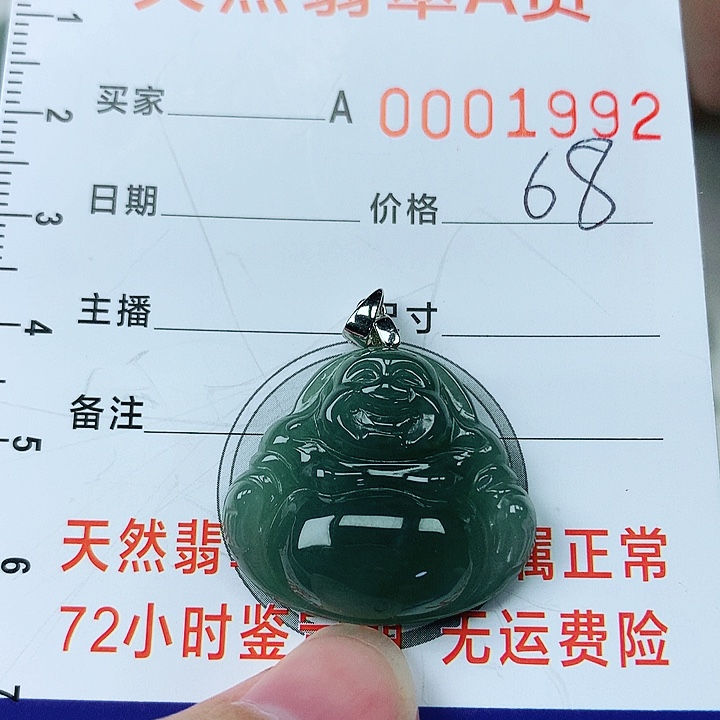 天然翡翠A货
买家 A 0001992
日期 价格 68
主播 尺寸
备注
天然翡 属正常
72小时鉴 无运费险
1
2
3
4
5
6
7